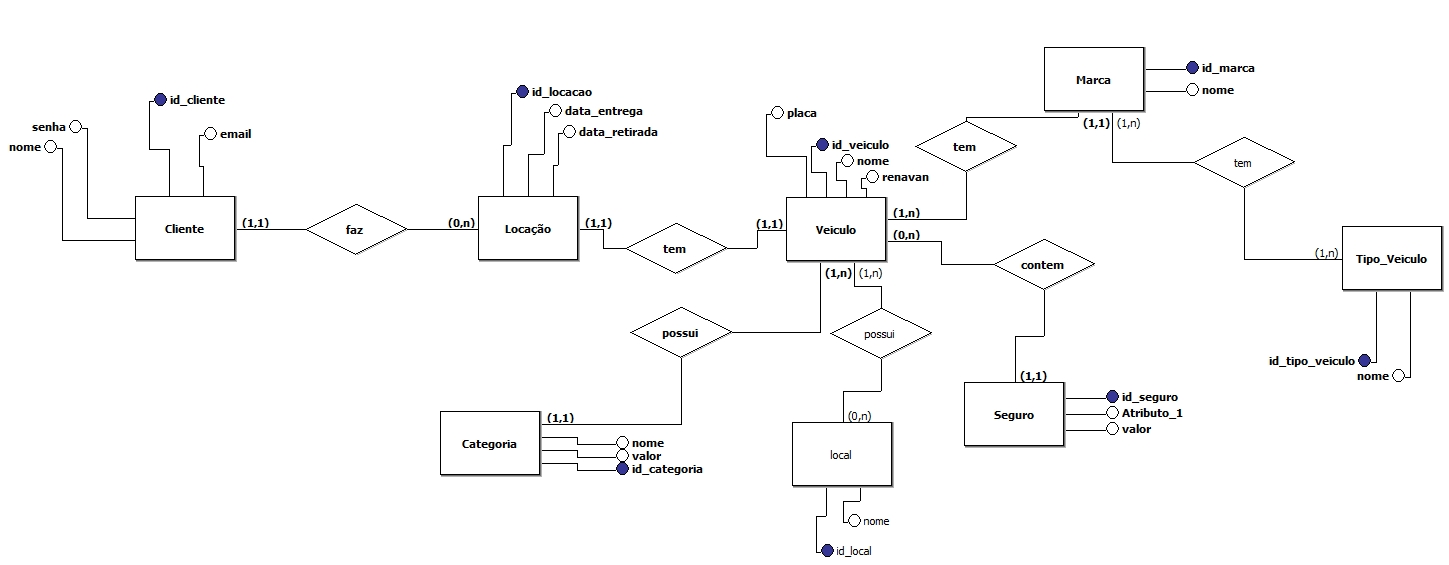 id_marca
Marca
nome
id_locacao
id_cliente
data_entrega
placa
(1,1)
(1,n)
senha
email
data_retirada
nome
id_veiculo
tem
nome
tem
renavan
(1,n)
(1,1)
(0,n)
(1,1)
(1,1)
Cliente
faz
Locação
Veiculo
(0,n)
tem
(1,n)
Tipo_Veiculo
contem
(1,n)
(1,n)
possui
possui
id_tipo_veiculo
nome
(1,1)
id_seguro
(1,1)
(0,n)
Seguro
Atributo_1
valor
Categoria
nome
valor
id_categoria
local
nome
id_local